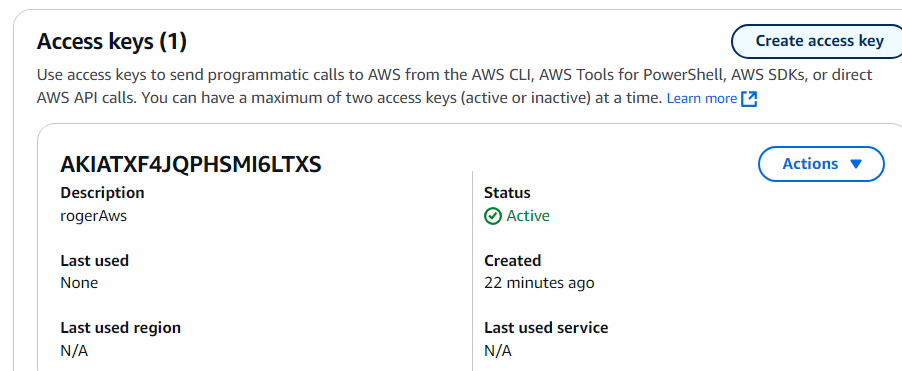 Access keys (1)
Create access key
Use access keys to send programmatic calls to AWS from the AWS CLI, AWS Tools for PowerShell, AWS SDKs, or direct
AWS API calls. You can have a maximum of two access keys (active or inactive) at a time. Learn more
AKIATXF4JQPHSMI6LTXS
Actions
Description
rogerAws
Status
Active
Last used
None
Created
22 minutes ago
Last used region
N/A
Last used service
N/A